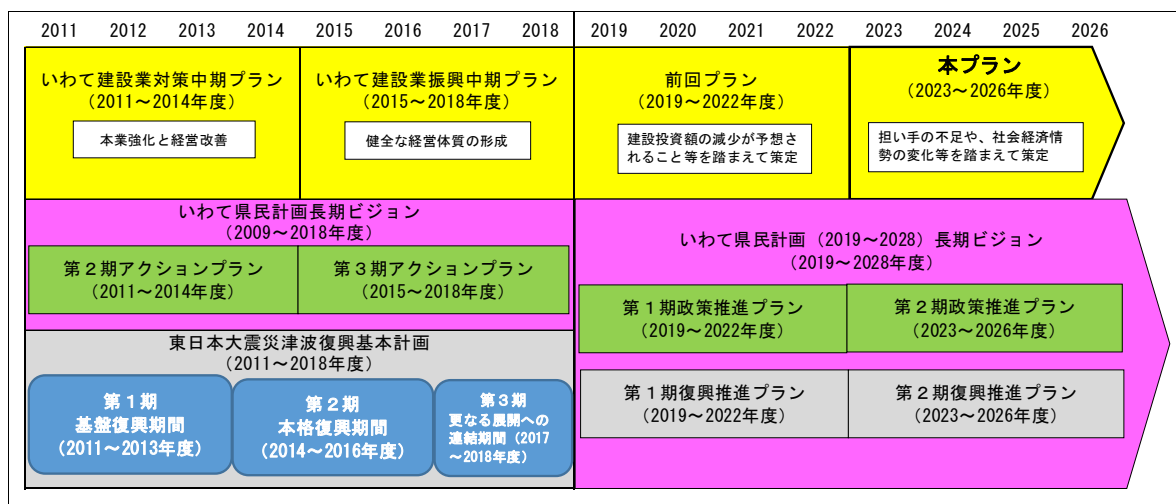 2011 2012 2013 2014 2015 2016 2017 2018 2019 2020 2021 2022 2023 2024 2025 2026
いわて建設業対策中期プラン
（2011～2014年度）
本業強化と経営改善
いわて建設業振興中期プラン
（2015～2018年度）
健全な経営体質の形成
前回プラン
（2019～2022年度）
建設投資額の減少が予想さ
れること等を踏まえて策定
本プラン
（2023～2026年度）
担い手の不足や、社会経済情
勢の変化等を踏まえて策定
いわて県民計画長期ビジョン
（2009～2018年度）
第２期アクションプラン
（2011～2014年度）
第３期アクションプラン
（2015～2018年度）
いわて県民計画（2019～2028）長期ビジョン
（2019～2028年度）
第１期政策推進プラン
（2019～2022年度）
第２期政策推進プラン
（2023～2026年度）
東日本大震災津波復興基本計画
（2011～2018年度）
第１期
基盤復興期間
（2011～2013年度）
第２期
本格復興期間
（2014～2016年度）
第３期
更なる展開への
連結期間（2017
～2018年度）
第１期復興推進プラン
（2019～2022年度）
第２期復興推進プラン
（2023～2026年度）